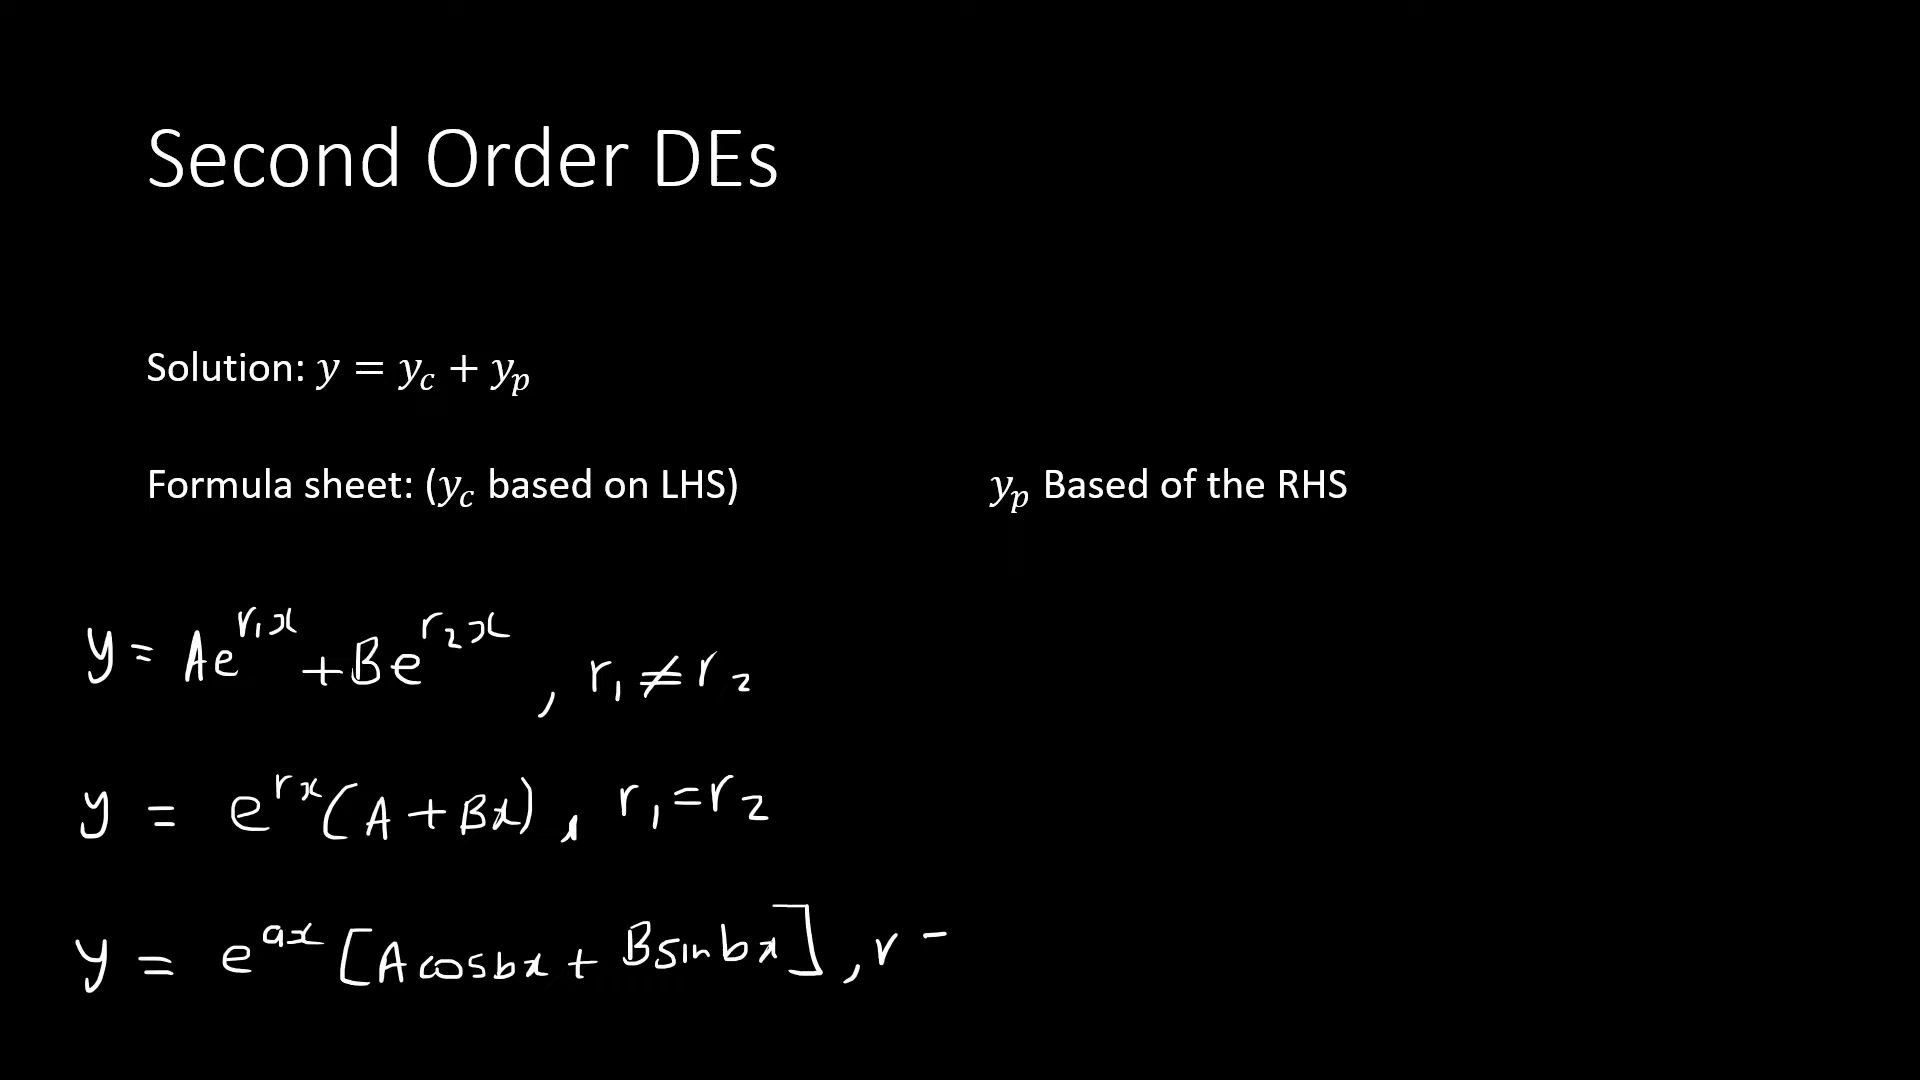 Second Order DEs
Solution: y = y_c + y_p
Formula sheet: (y_c based on LHS)
y_p Based of the RHS
y = Ae^{r_1x} + Be^{r_2x}, r_1 ≠ r_2
y = e^{rx}(A + Bx), r_1 = r_2
y = e^{ax}[A cosbx + Bsinbx], r -